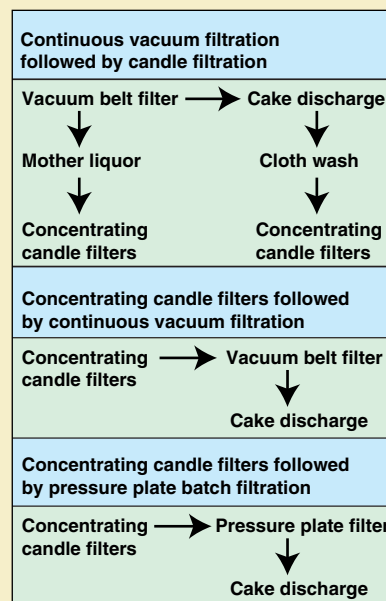 Continuous vacuum filtration
followed by candle filtration
Vacuum belt filter
Cake discharge
Mother liquor
Cloth wash
Concentrating
candle filters
Concentrating
candle filters
Concentrating candle filters followed
by continuous vacuum filtration
Concentrating
candle filters
Vacuum belt filter
Cake discharge
Concentrating candle filters followed
by pressure plate batch filtration
Concentrating
candle filters
Pressure plate filter
Cake discharge